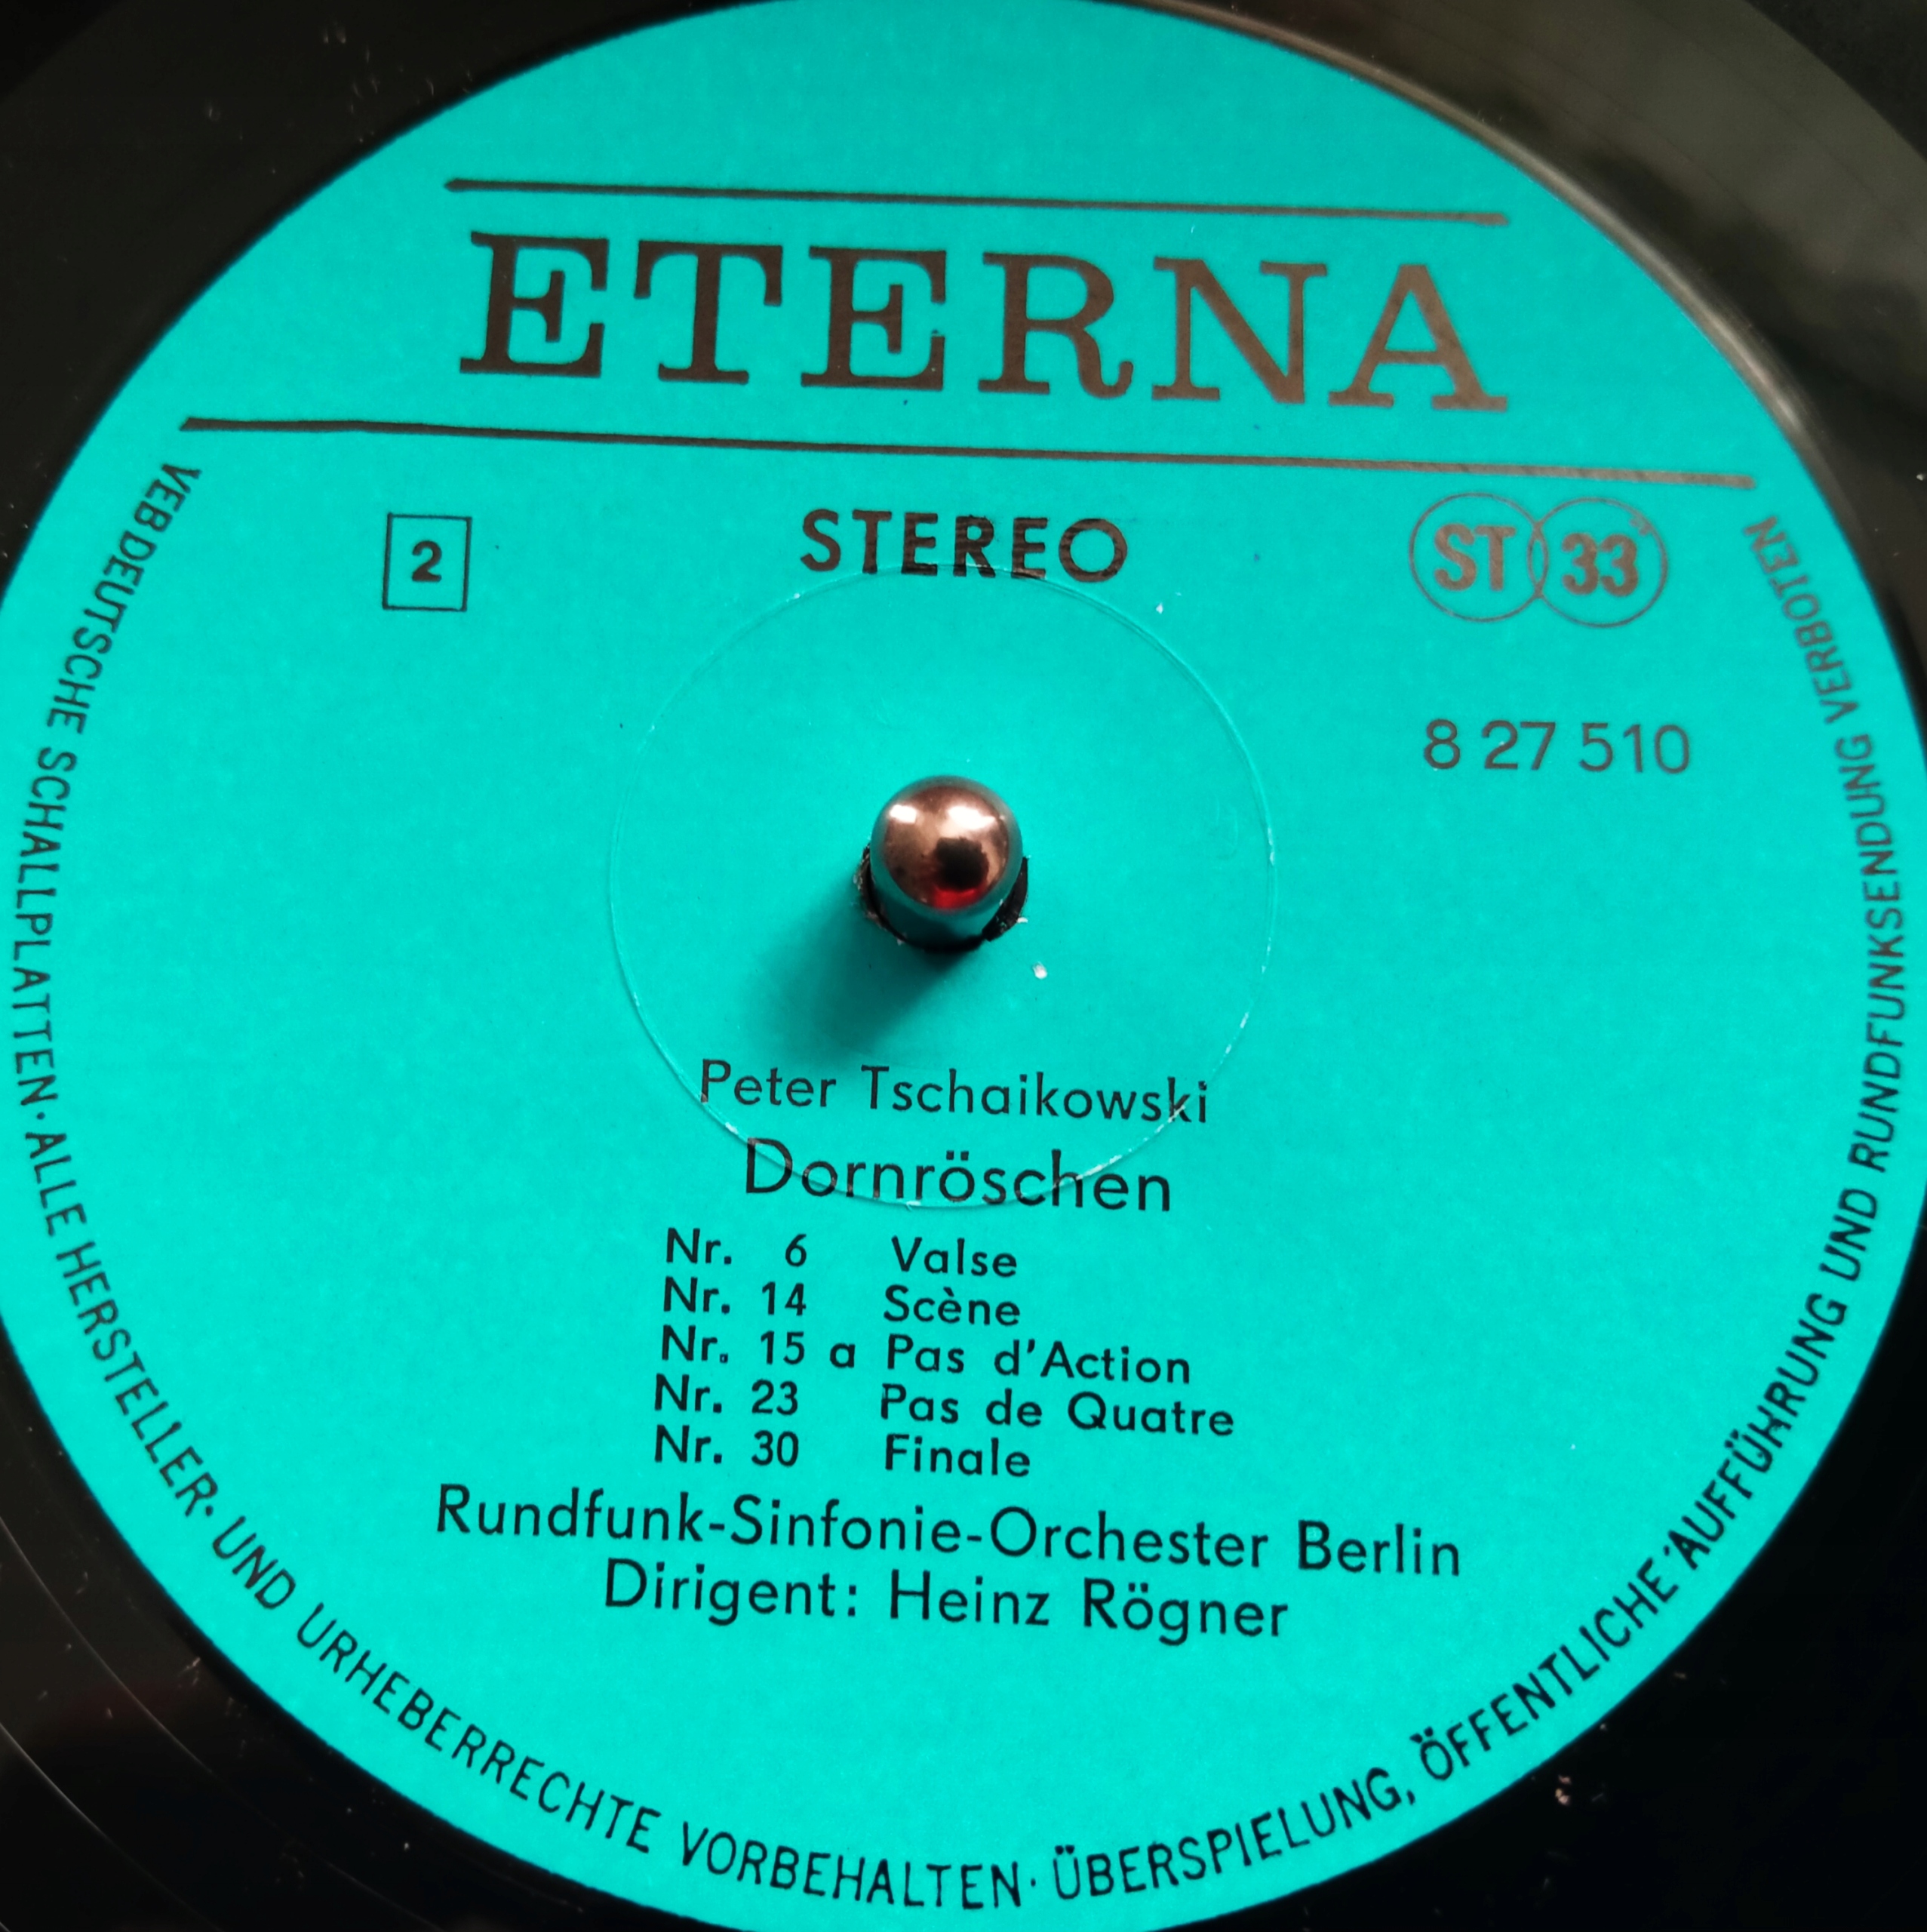 ETERNA
2
STEREO
ST 33
8 27 510
Peter Tschaikowski
Dornröschen
Nr. 6 Valse
Nr. 14 Scène
Nr. 15 a Pas d'Action
Nr. 23 Pas de Quatre
Nr. 30 Finale
Rundfunk-Sinfonie-Orchester Berlin
Dirigent: Heinz Rögner
VEB DEUTSCHE SCHALLPLATTEN · ALLE HERSTELLER- UND URHEBERRECHTE VORBEHALTEN · ÜBERSPIELUNG, ÖFFENTLICHE AUFFÜHRUNG UND RUNDFUNKSENDUNG VERBOTEN